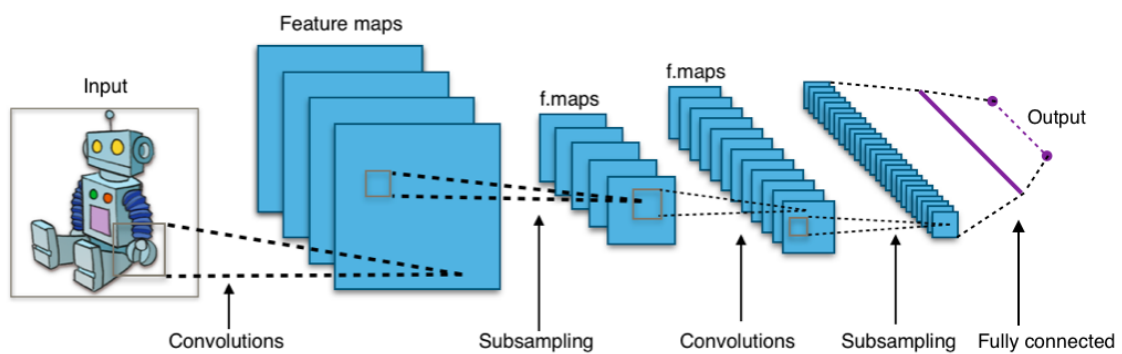 Feature maps
Input
f.maps
f.maps
Output
Convolutions
Subsampling
Convolutions
Subsampling
Fully connected